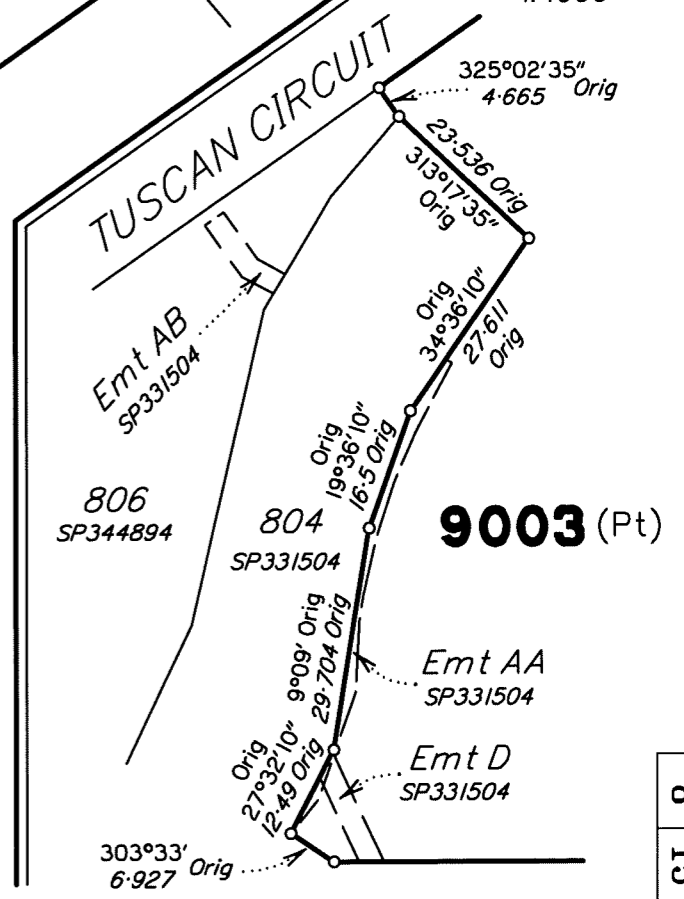 TUSCAN CIRCUIT
325°02'35"
4·665 Orig
23·536 Orig
313°17'35"
Orig
Orig
34°36'10"
27·611
Orig
Emt AB
SP331504
Orig
19°36'10"
16·5 Orig
806
SP344894
804
SP331504
9003 (Pt)
9°09' Orig
29·704 Orig
Emt AA
SP331504
Orig
27°32'10"
12·49 Orig
Emt D
SP331504
303°33'
6·927 Orig